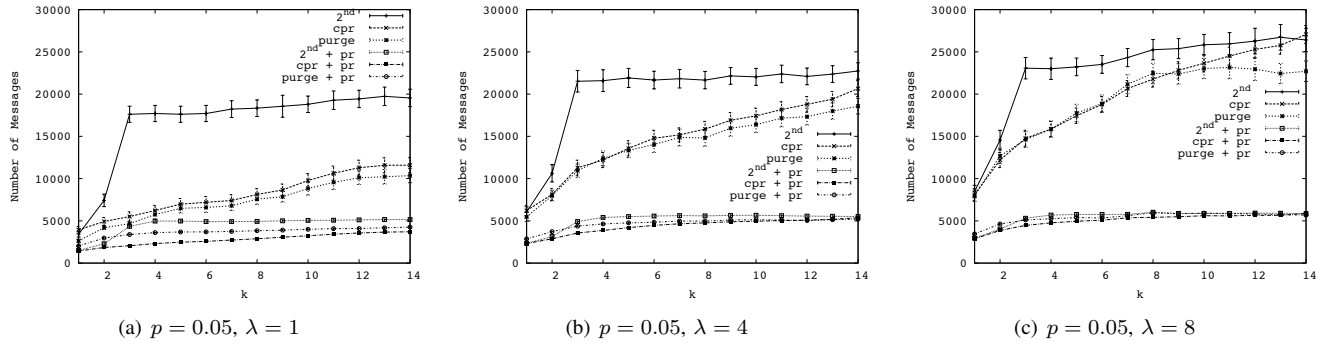 30000
25000
20000
15000
10000
5000
0
Number of Messages
2 4 6 8 10 12 14
k
2nd
cpr
purge
2nd + pr
cpr + pr
purge + pr
(a) p = 0.05, λ = 1
30000
25000
20000
15000
10000
5000
0
Number of Messages
2 4 6 8 10 12 14
k
2nd
cpr
purge
2nd + pr
cpr + pr
purge + pr
(b) p = 0.05, λ = 4
30000
25000
20000
15000
10000
5000
0
Number of Messages
2 4 6 8 10 12 14
k
2nd
cpr
purge
2nd + pr
cpr + pr
purge + pr
(c) p = 0.05, λ = 8